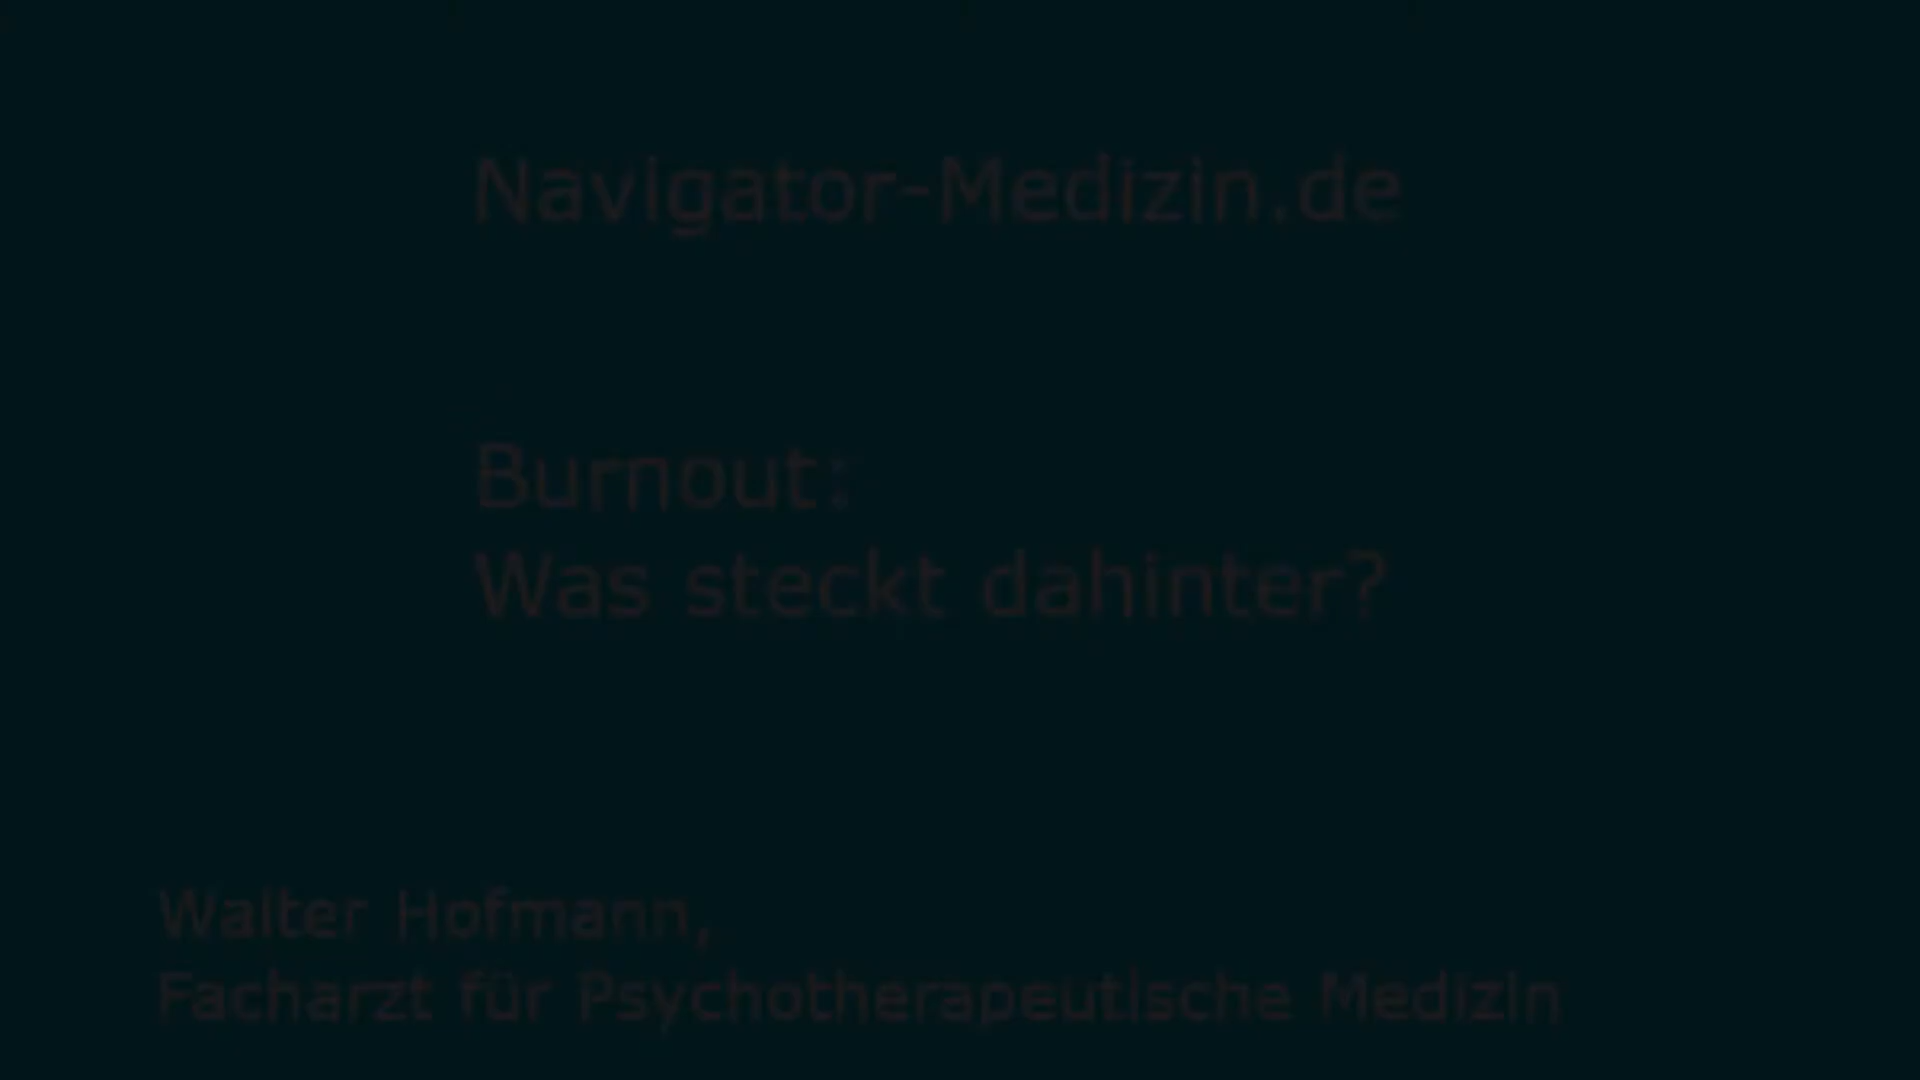 Navigator-Medizin.de
Burnout:
Was steckt dahinter?
Walter Hofmann,
Facharzt für Psychotherapeutische Medizin